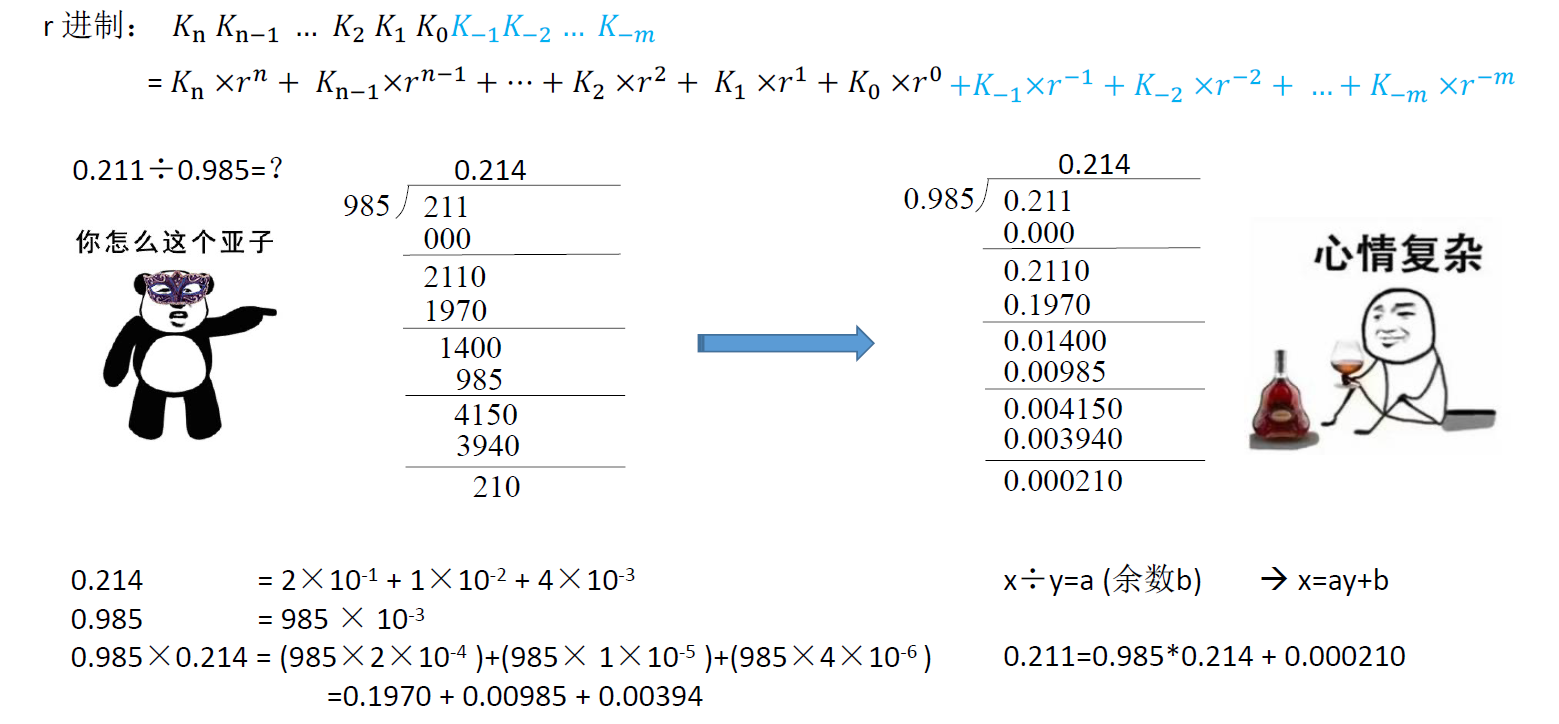 r 进制： Kₙ Kₙ₋₁ … K₂ K₁ K₀K₋₁K₋₂ … K₋ₘ
= Kₙ ×rⁿ + Kₙ₋₁×rⁿ⁻¹ + ⋯ + K₂ ×r² + K₁ ×r¹ + K₀ ×r⁰ +K₋₁×r⁻¹ + K₋₂ ×r⁻² + … + K₋ₘ ×r⁻ᵐ
0.211÷0.985=？
你怎么这个亚子
0.214
985 211
000
2110
1970
1400
985
4150
3940
210
0.214
0.985 0.211
0.000
0.2110
0.1970
0.01400
0.00985
0.004150
0.003940
0.000210
心情复杂
0.214 = 2×10⁻¹ + 1×10⁻² + 4×10⁻³
0.985 = 985 × 10⁻³
0.985×0.214 = (985×2×10⁻⁴ )+(985× 1×10⁻⁵ )+(985×4×10⁻⁶ )
=0.1970 + 0.00985 + 0.00394
x÷y=a (余数b) → x=ay+b
0.211=0.985*0.214 + 0.000210